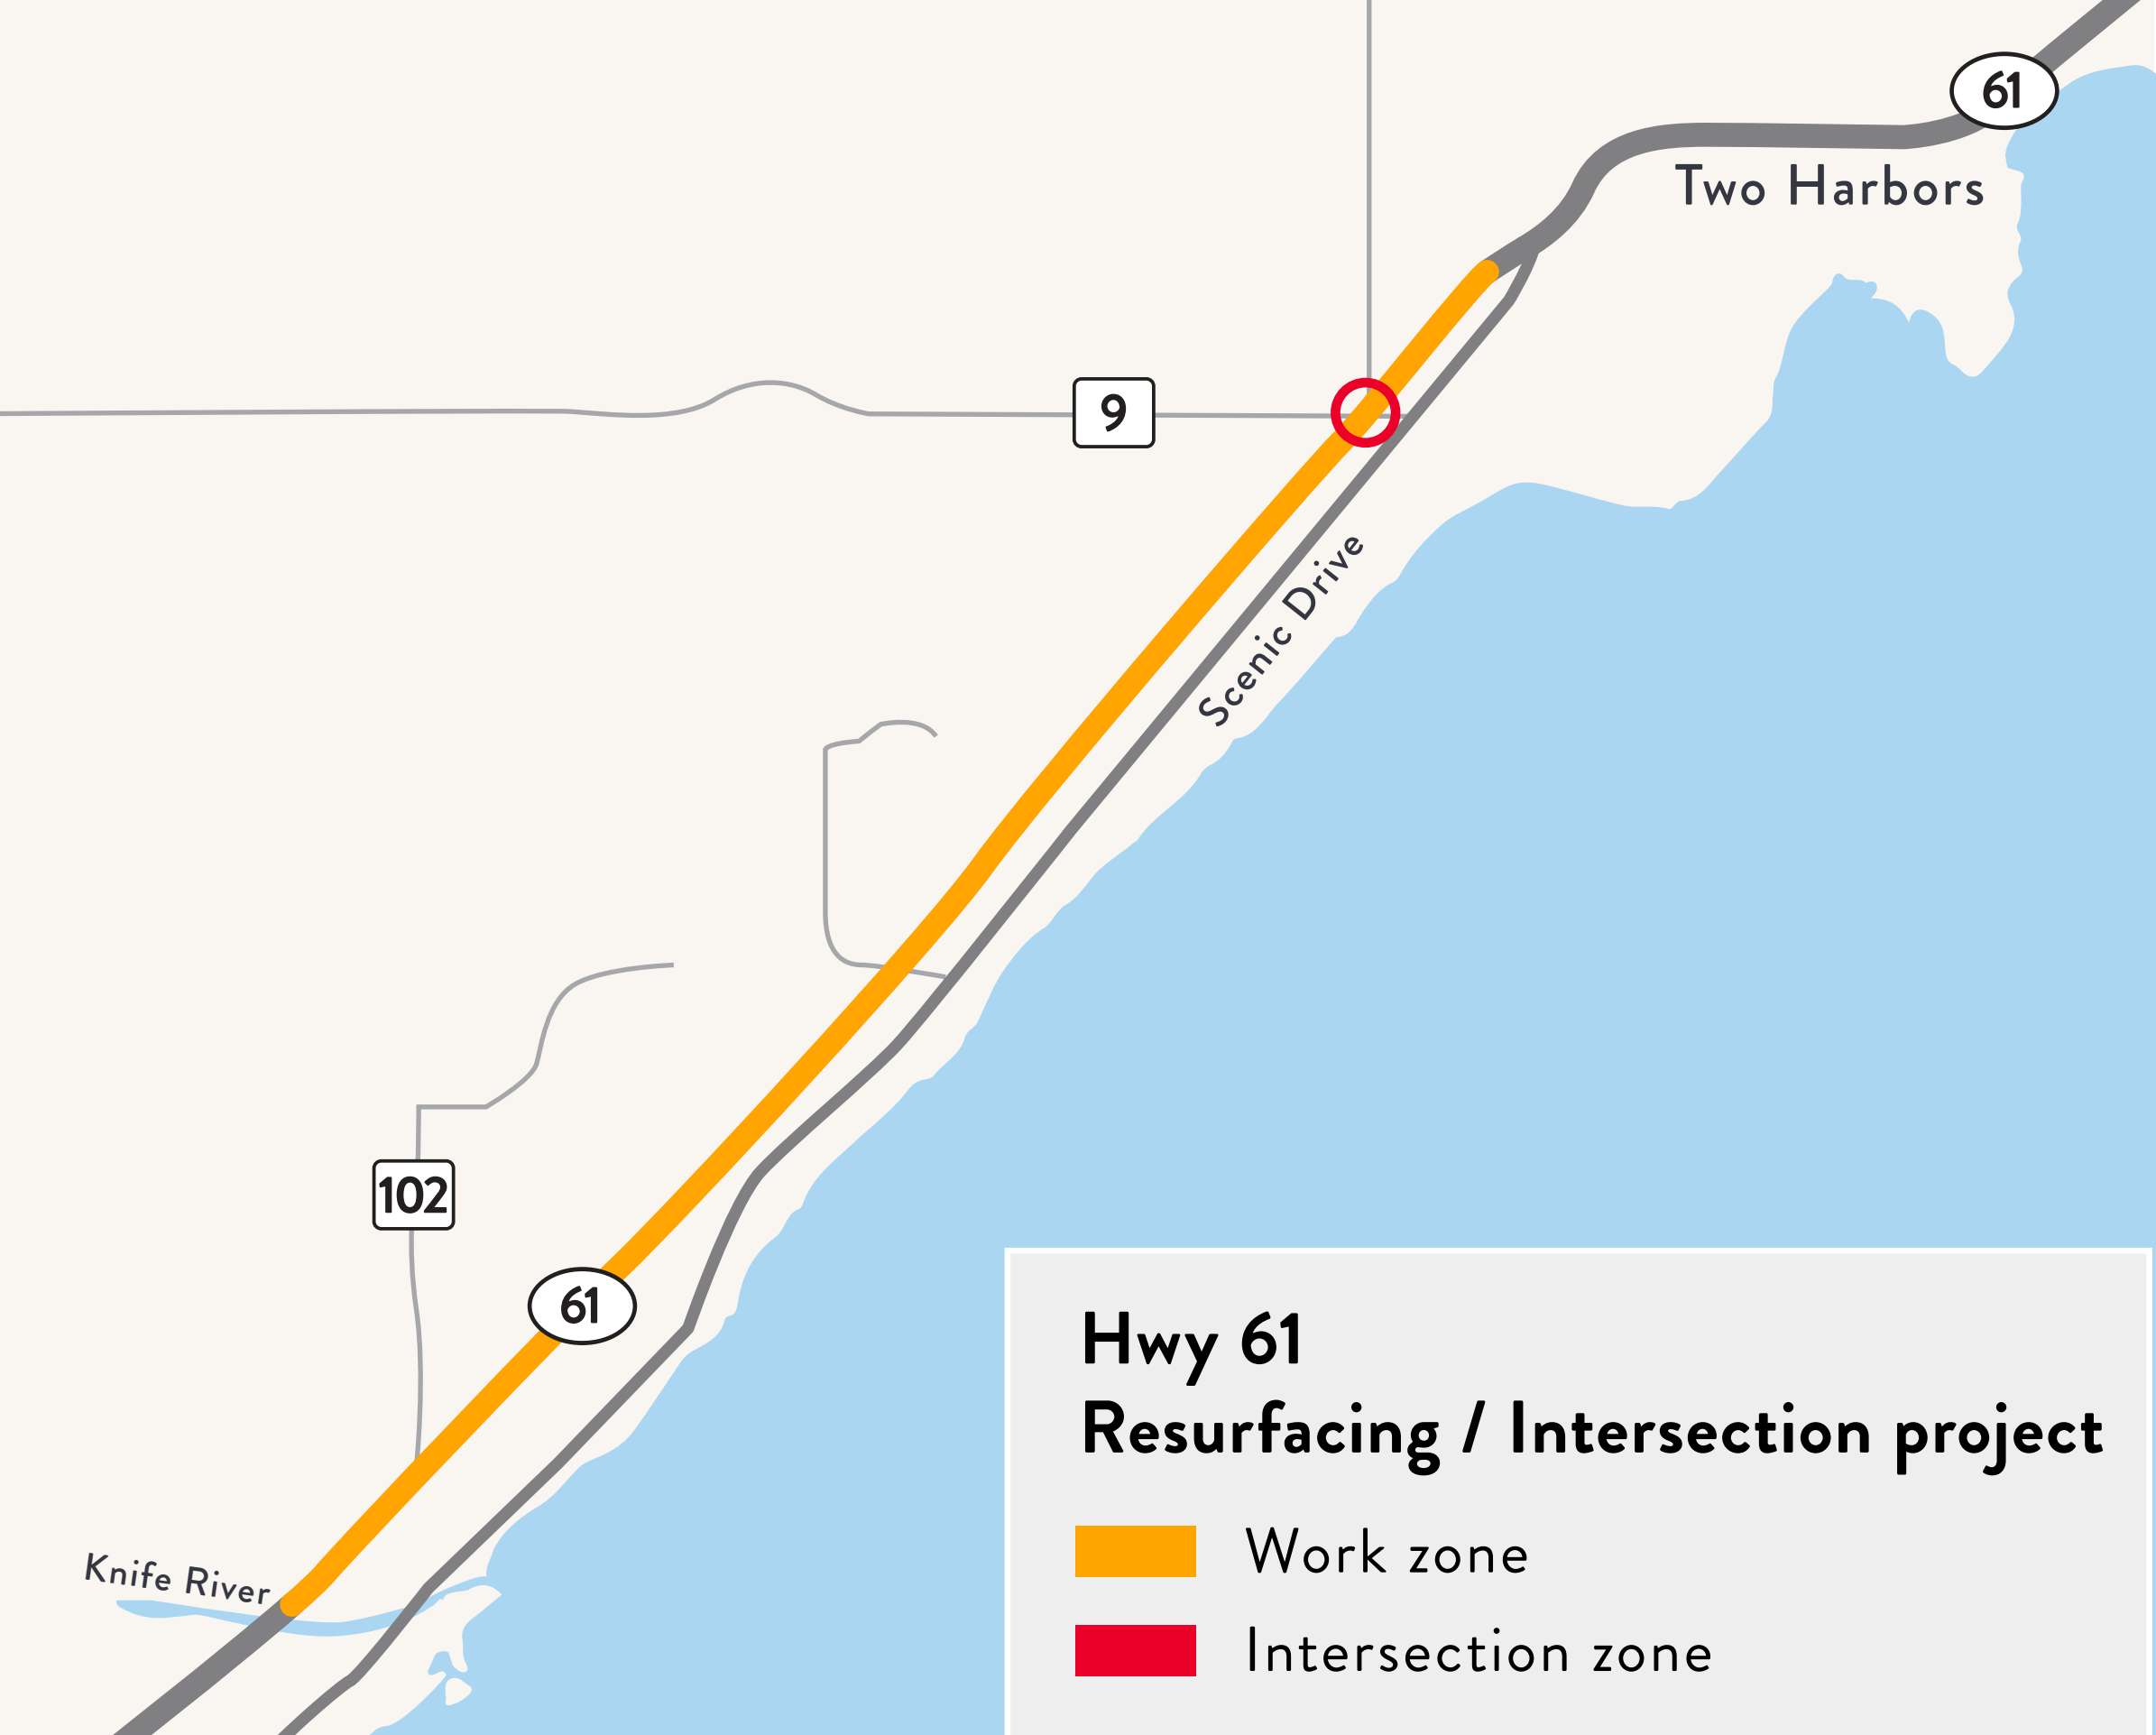 61
Two Harbors
9
Scenic Drive
102
61
Knife River
Hwy 61
Resurfacing / Intersection project
Work zone
Intersection zone